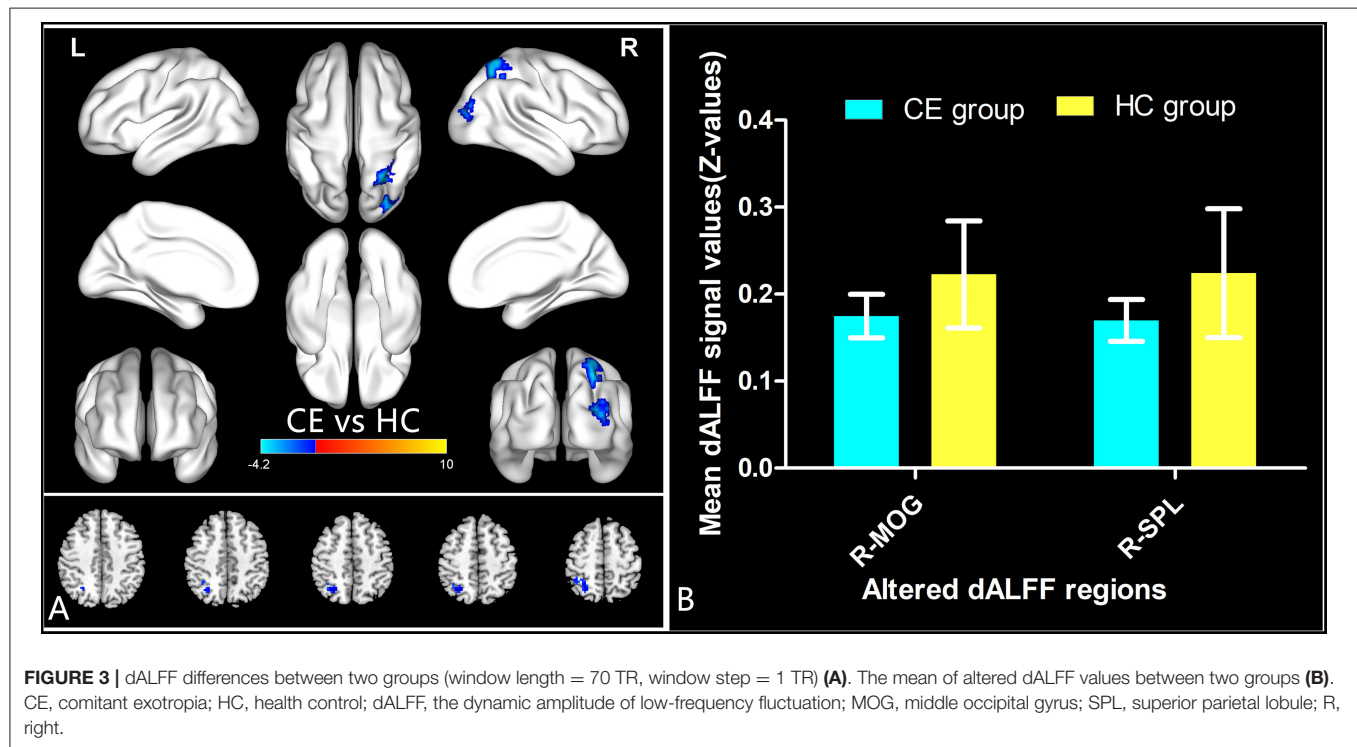 L
R
CE vs HC
-4.2
10
A
CE group
HC group
Mean dALFF signal values(Z-values)
0.4
0.3
0.2
0.1
0.0
R-MOG
R-SPL
Altered dALFF regions
B
FIGURE 3 | dALFF differences between two groups (window length = 70 TR, window step = 1 TR) (A). The mean of altered dALFF values between two groups (B).
CE, comitant exotropia; HC, health control; dALFF, the dynamic amplitude of low-frequency fluctuation; MOG, middle occipital gyrus; SPL, superior parietal lobule; R,
right.